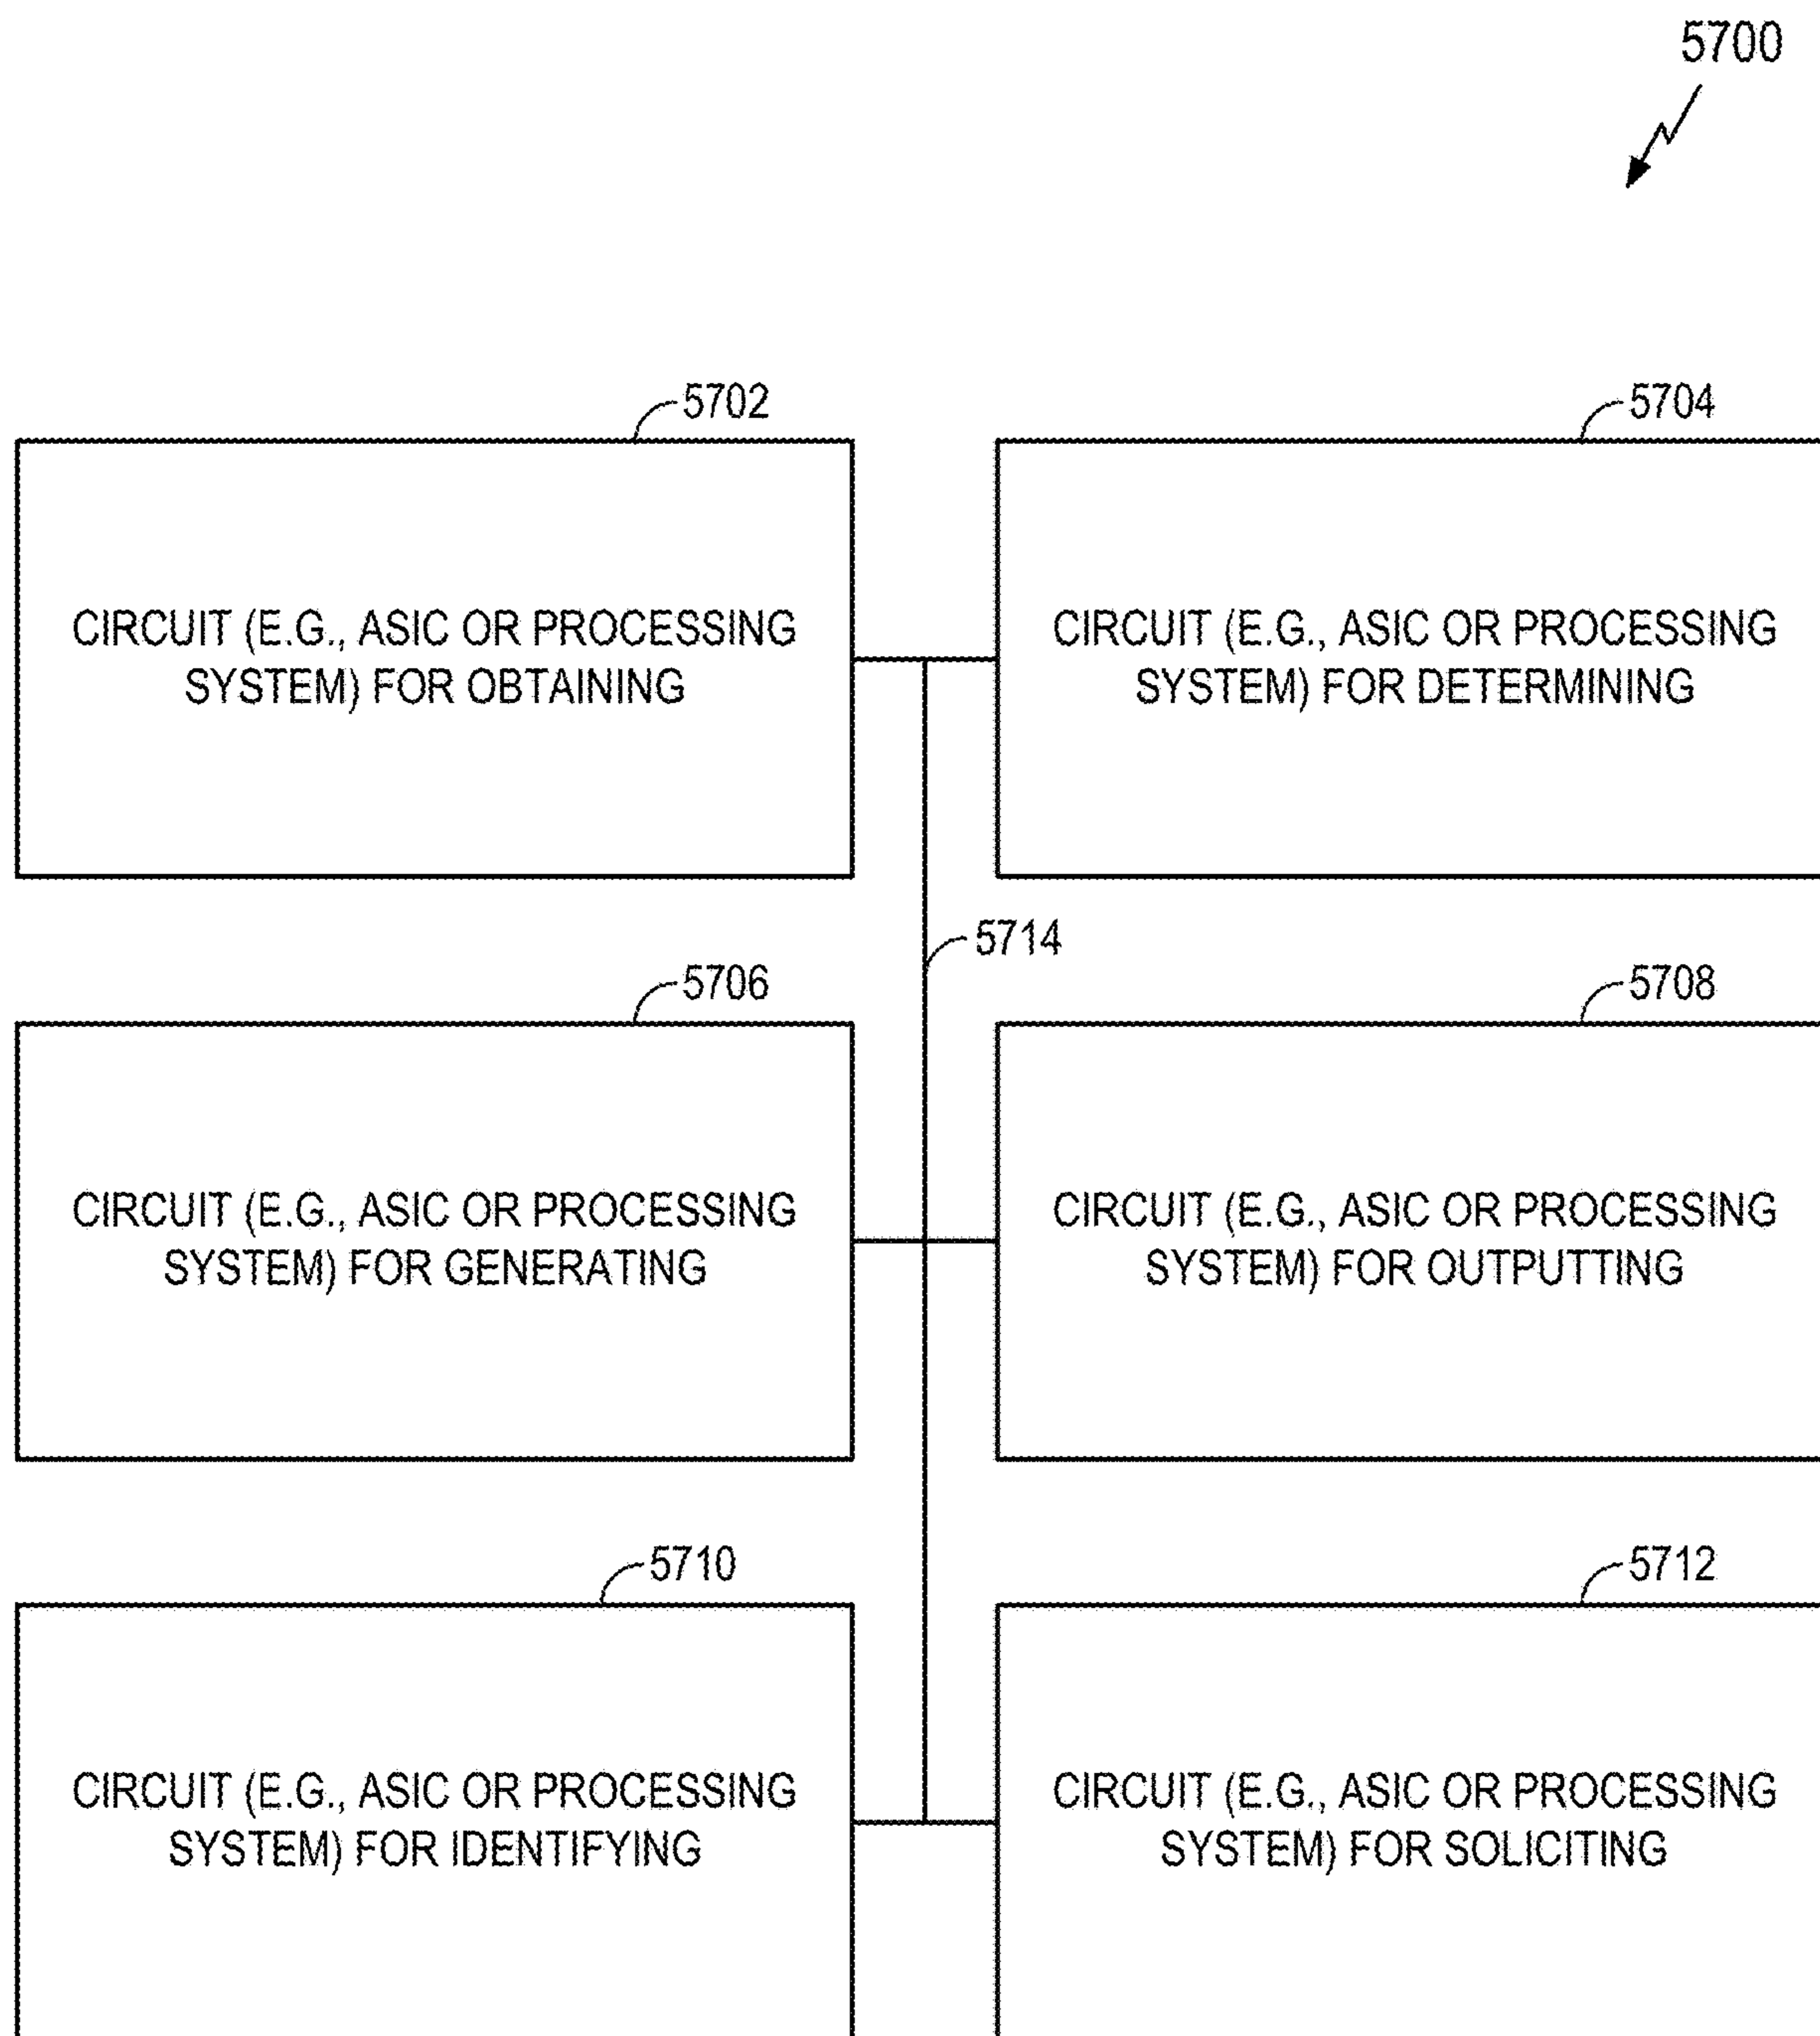 5700
5702
5704
CIRCUIT (E.G., ASIC OR PROCESSING
SYSTEM) FOR OBTAINING
CIRCUIT (E.G., ASIC OR PROCESSING
SYSTEM) FOR DETERMINING
5714
5706
5708
CIRCUIT (E.G., ASIC OR PROCESSING
SYSTEM) FOR GENERATING
CIRCUIT (E.G., ASIC OR PROCESSING
SYSTEM) FOR OUTPUTTING
5710
5712
CIRCUIT (E.G., ASIC OR PROCESSING
SYSTEM) FOR IDENTIFYING
CIRCUIT (E.G., ASIC OR PROCESSING
SYSTEM) FOR SOLICITING